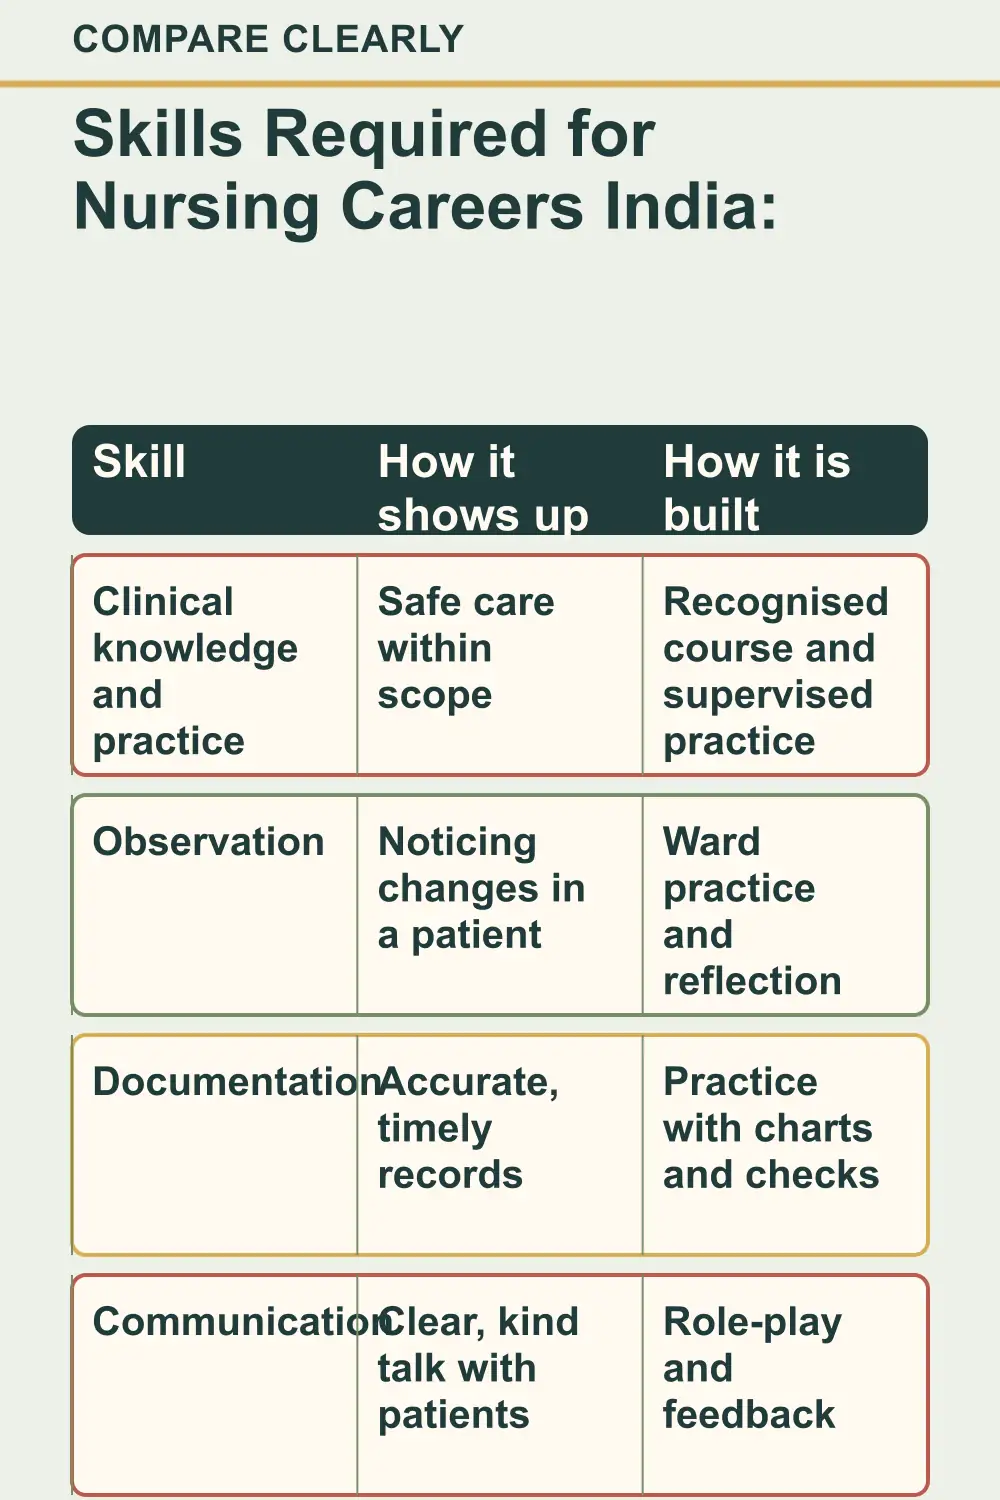 COMPARE CLEARLY
Skills Required for
Nursing Careers India:
Skill
How it
shows up
How it is
built
Clinical
knowledge
and
practice
Safe care
within
scope
Recognised
course and
supervised
practice
Observation
Noticing
changes in
a patient
Ward
practice
and
reflection
Documentation
Accurate,
timely
records
Practice
with charts
and checks
Communication
Clear, kind
talk with
patients
Role-play
and
feedback